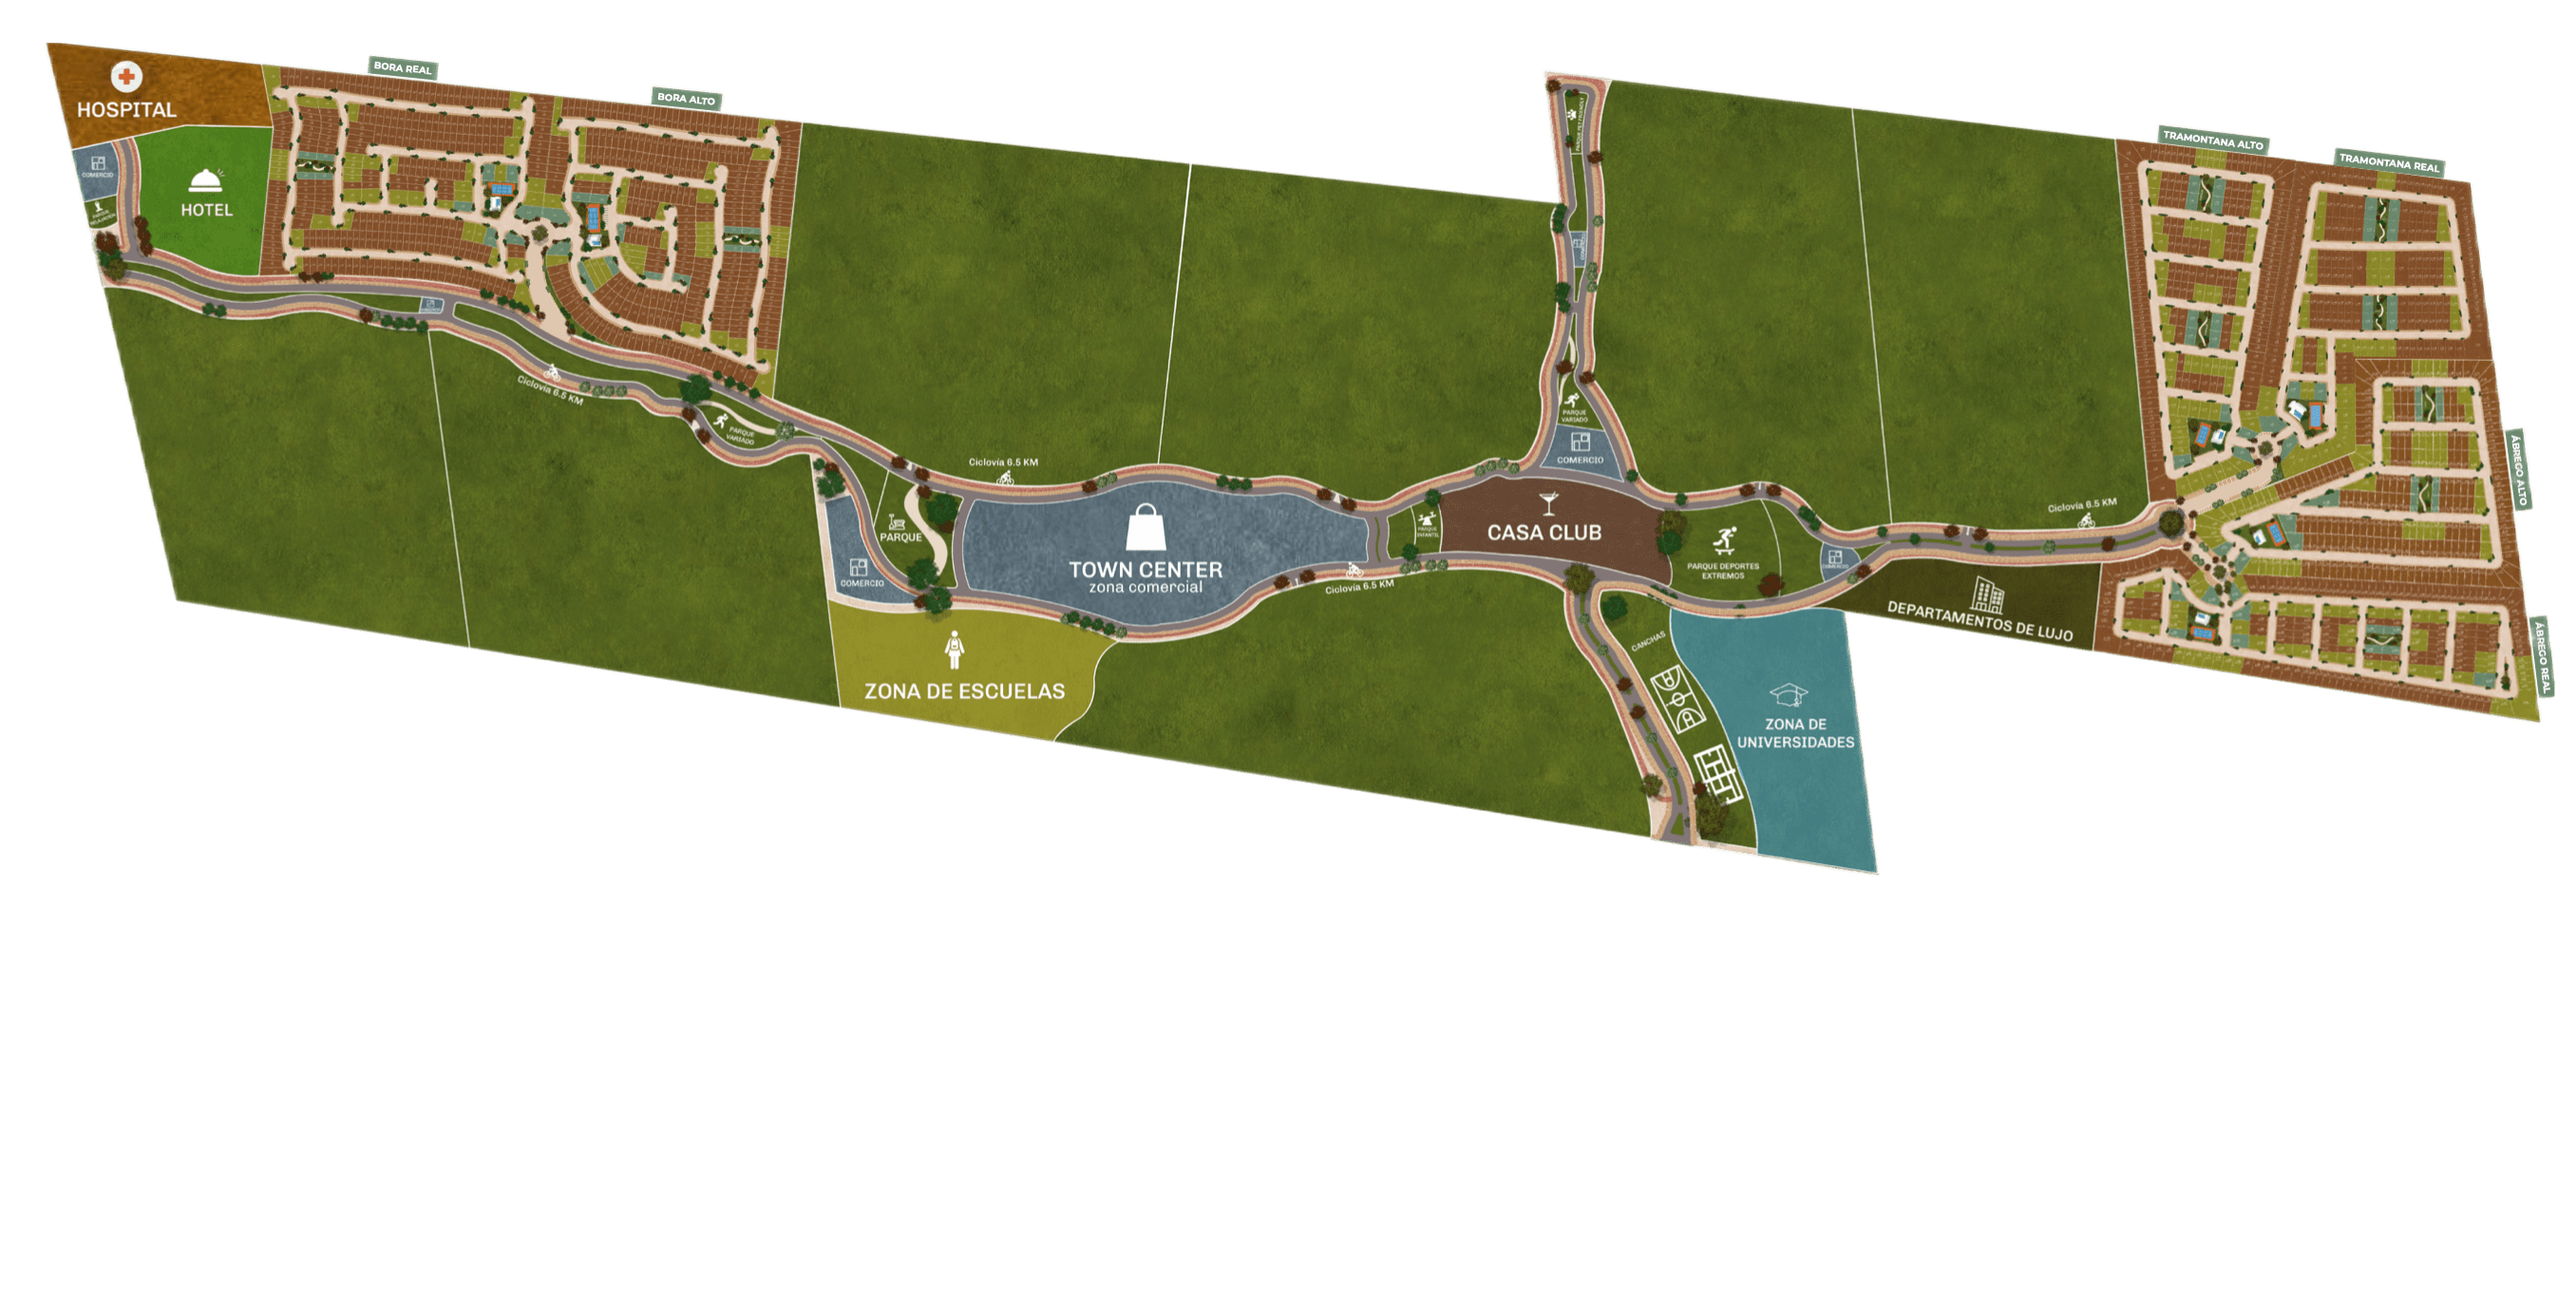 BORA REAL
BORA ALTO
TRAMONTANA ALTO
TRAMONTANA REAL
HOSPITAL
COMERCIO
HOTEL
Ciclovía 6.5 KM
PARQUE
VARIADO
PARQUE
VARIADO
COMERCIO
Ciclovía 6.5 KM
PARQUE
COMERCIO
TOWN CENTER
zona comercial
PARQUE
INFANTIL
CASA CLUB
Ciclovía 6.5 KM
PARQUE DEPORTES
EXTREMOS
COMERCIO
Ciclovía 6.5 KM
ÁBREGO ALTO
DEPARTAMENTOS DE LUJO
ÁBREGO REAL
ZONA DE ESCUELAS
CANCHAS
ZONA DE
UNIVERSIDADES